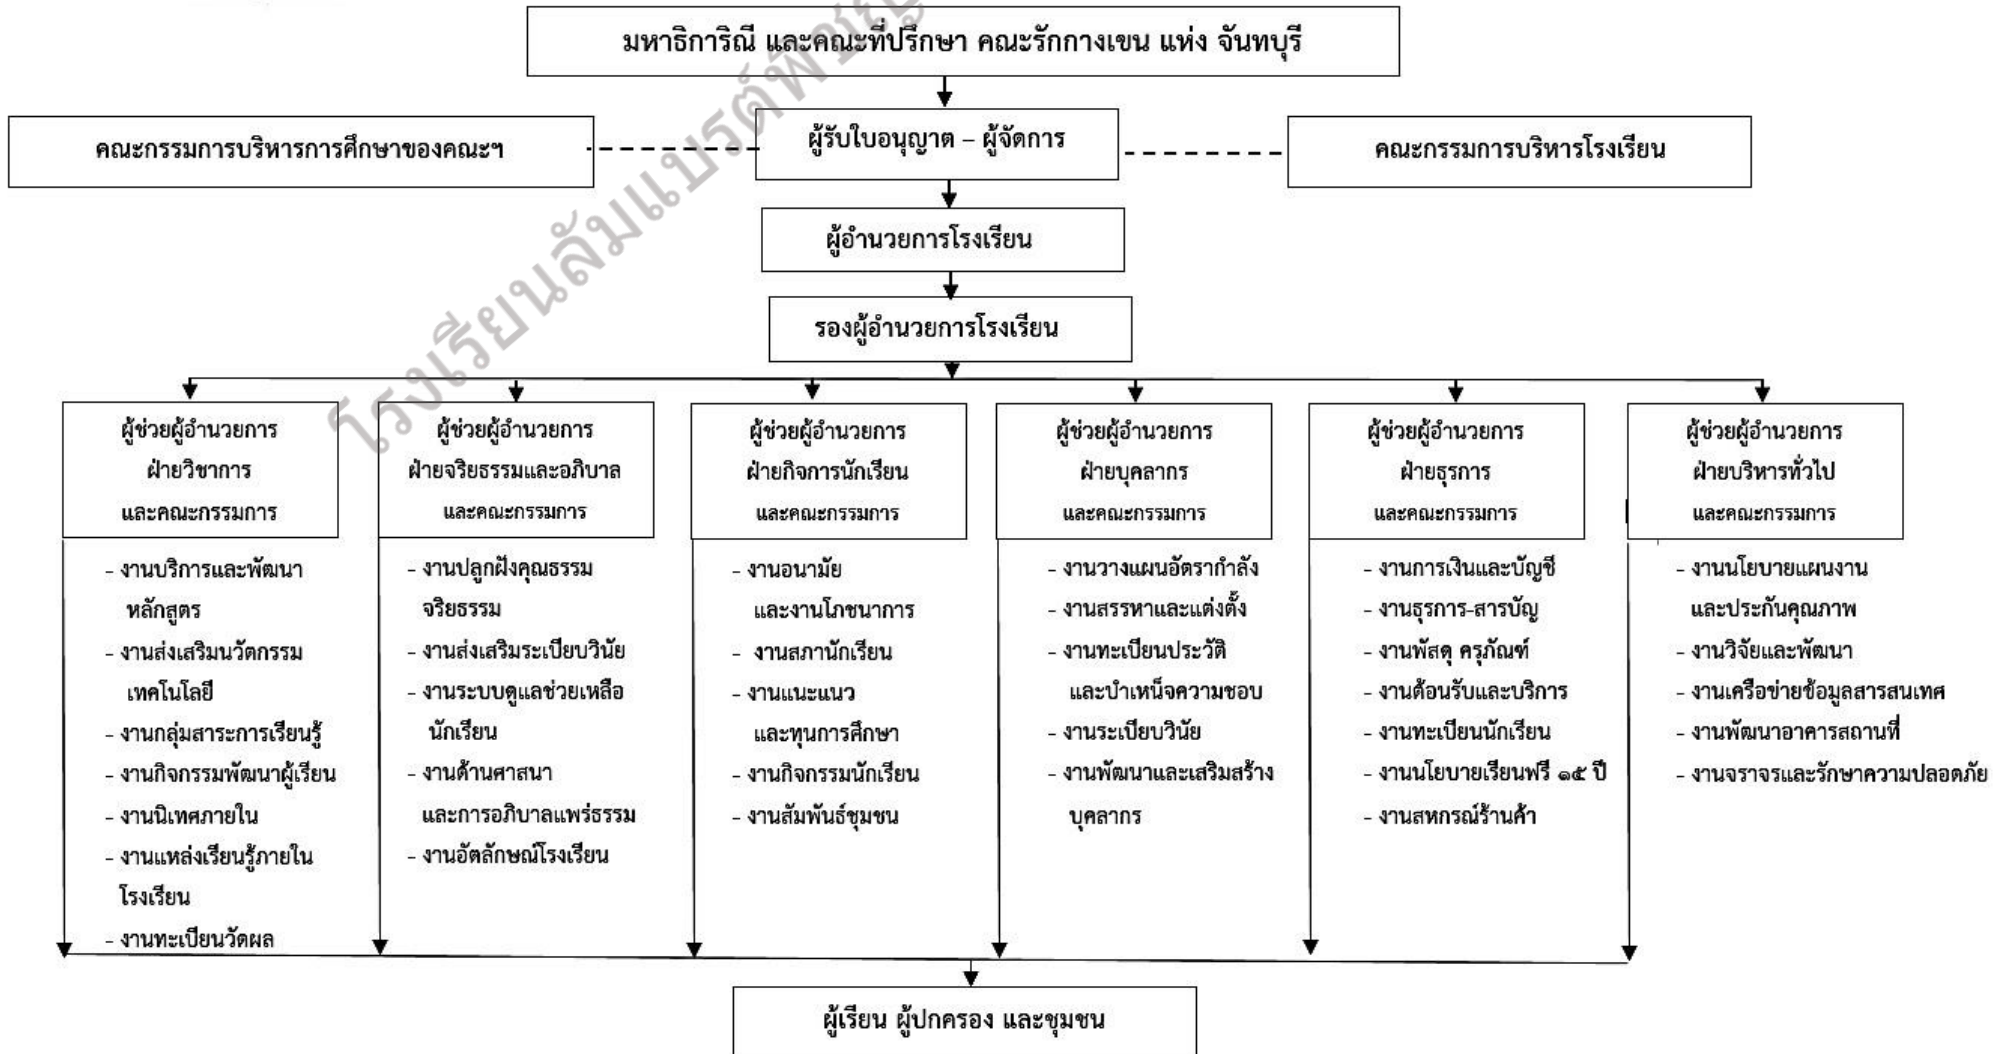 มหาธิการิณี และคณะที่ปรึกษา คณะรักกางเขน แห่ง จันทบุรี
คณะกรรมการบริหารการศึกษาของคณะฯ
ผู้รับใบอนุญาต – ผู้จัดการ
คณะกรรมการบริหารโรงเรียน
ผู้อำนวยการโรงเรียน
รองผู้อำนวยการโรงเรียน
ผู้ช่วยผู้อำนวยการ
ฝ่ายวิชาการ
และคณะกรรมการ
- งานบริการและพัฒนา
หลักสูตร
- งานส่งเสริมนวัตกรรม
เทคโนโลยี
- งานกลุ่มสาระการเรียนรู้
- งานกิจกรรมพัฒนาผู้เรียน
- งานนิเทศภายใน
- งานแหล่งเรียนรู้ภายใน
โรงเรียน
- งานทะเบียนวัดผล
ผู้ช่วยผู้อำนวยการ
ฝ่ายจริยธรรมและอภิบาล
และคณะกรรมการ
- งานปลูกฝังคุณธรรม
จริยธรรม
- งานส่งเสริมระเบียบวินัย
- งานระบบดูแลช่วยเหลือ
นักเรียน
- งานด้านศาสนา
และการอภิบาลแพร่ธรรม
- งานอัตลักษณ์โรงเรียน
ผู้ช่วยผู้อำนวยการ
ฝ่ายกิจการนักเรียน
และคณะกรรมการ
- งานอนามัย
และงานโภชนาการ
- งานสภานักเรียน
- งานแนะแนว
และทุนการศึกษา
- งานกิจกรรมนักเรียน
- งานสัมพันธ์ชุมชน
ผู้ช่วยผู้อำนวยการ
ฝ่ายบุคลากร
และคณะกรรมการ
- งานวางแผนอัตรากำลัง
- งานสรรหาและแต่งตั้ง
- งานทะเบียนประวัติ
และบำเหน็จความชอบ
- งานระเบียบวินัย
- งานพัฒนาและเสริมสร้าง
บุคลากร
ผู้ช่วยผู้อำนวยการ
ฝ่ายธุรการ
และคณะกรรมการ
- งานการเงินและบัญชี
- งานธุรการ-สารบัญ
- งานพัสดุ ครุภัณฑ์
- งานต้อนรับและบริการ
- งานทะเบียนนักเรียน
- งานนโยบายเรียนฟรี ๑๕ ปี
- งานสหกรณ์ร้านค้า
ผู้ช่วยผู้อำนวยการ
ฝ่ายบริหารทั่วไป
และคณะกรรมการ
- งานนโยบายแผนงาน
และประกันคุณภาพ
- งานวิจัยและพัฒนา
- งานเครือข่ายข้อมูลสารสนเทศ
- งานพัฒนาอาคารสถานที่
- งานจราจรและรักษาความปลอดภัย
ผู้เรียน ผู้ปกครอง และชุมชน
โรงเรียนลัมแบรต์